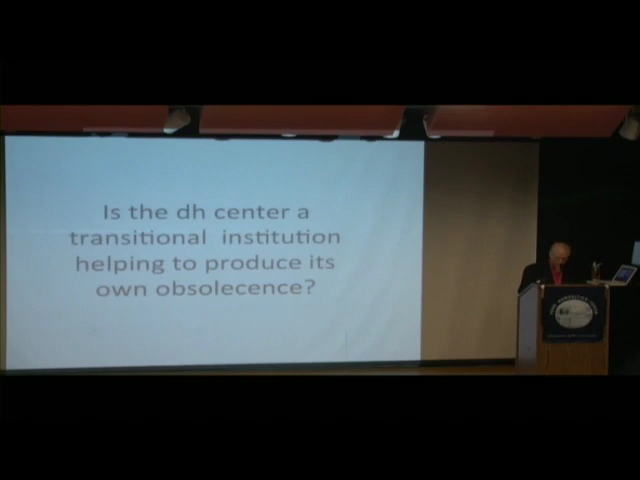 Is the dh center a
transitional institution
helping to produce its
own obsolecence?